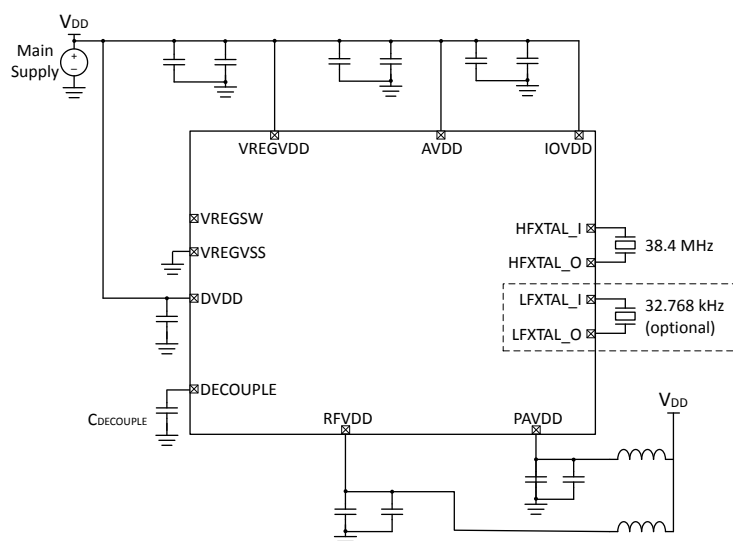 VDD
Main
Supply
+
-
VREGVDD
AVDD
IOVDD
VREGSW
HFXTAL_I
38.4 MHz
VREGVSS
HFXTAL_O
DVDD
LFXTAL_I
32.768 kHz
(optional)
LFXTAL_O
DECOUPLE
CDECOUPLE
RFVDD
PAVDD
VDD